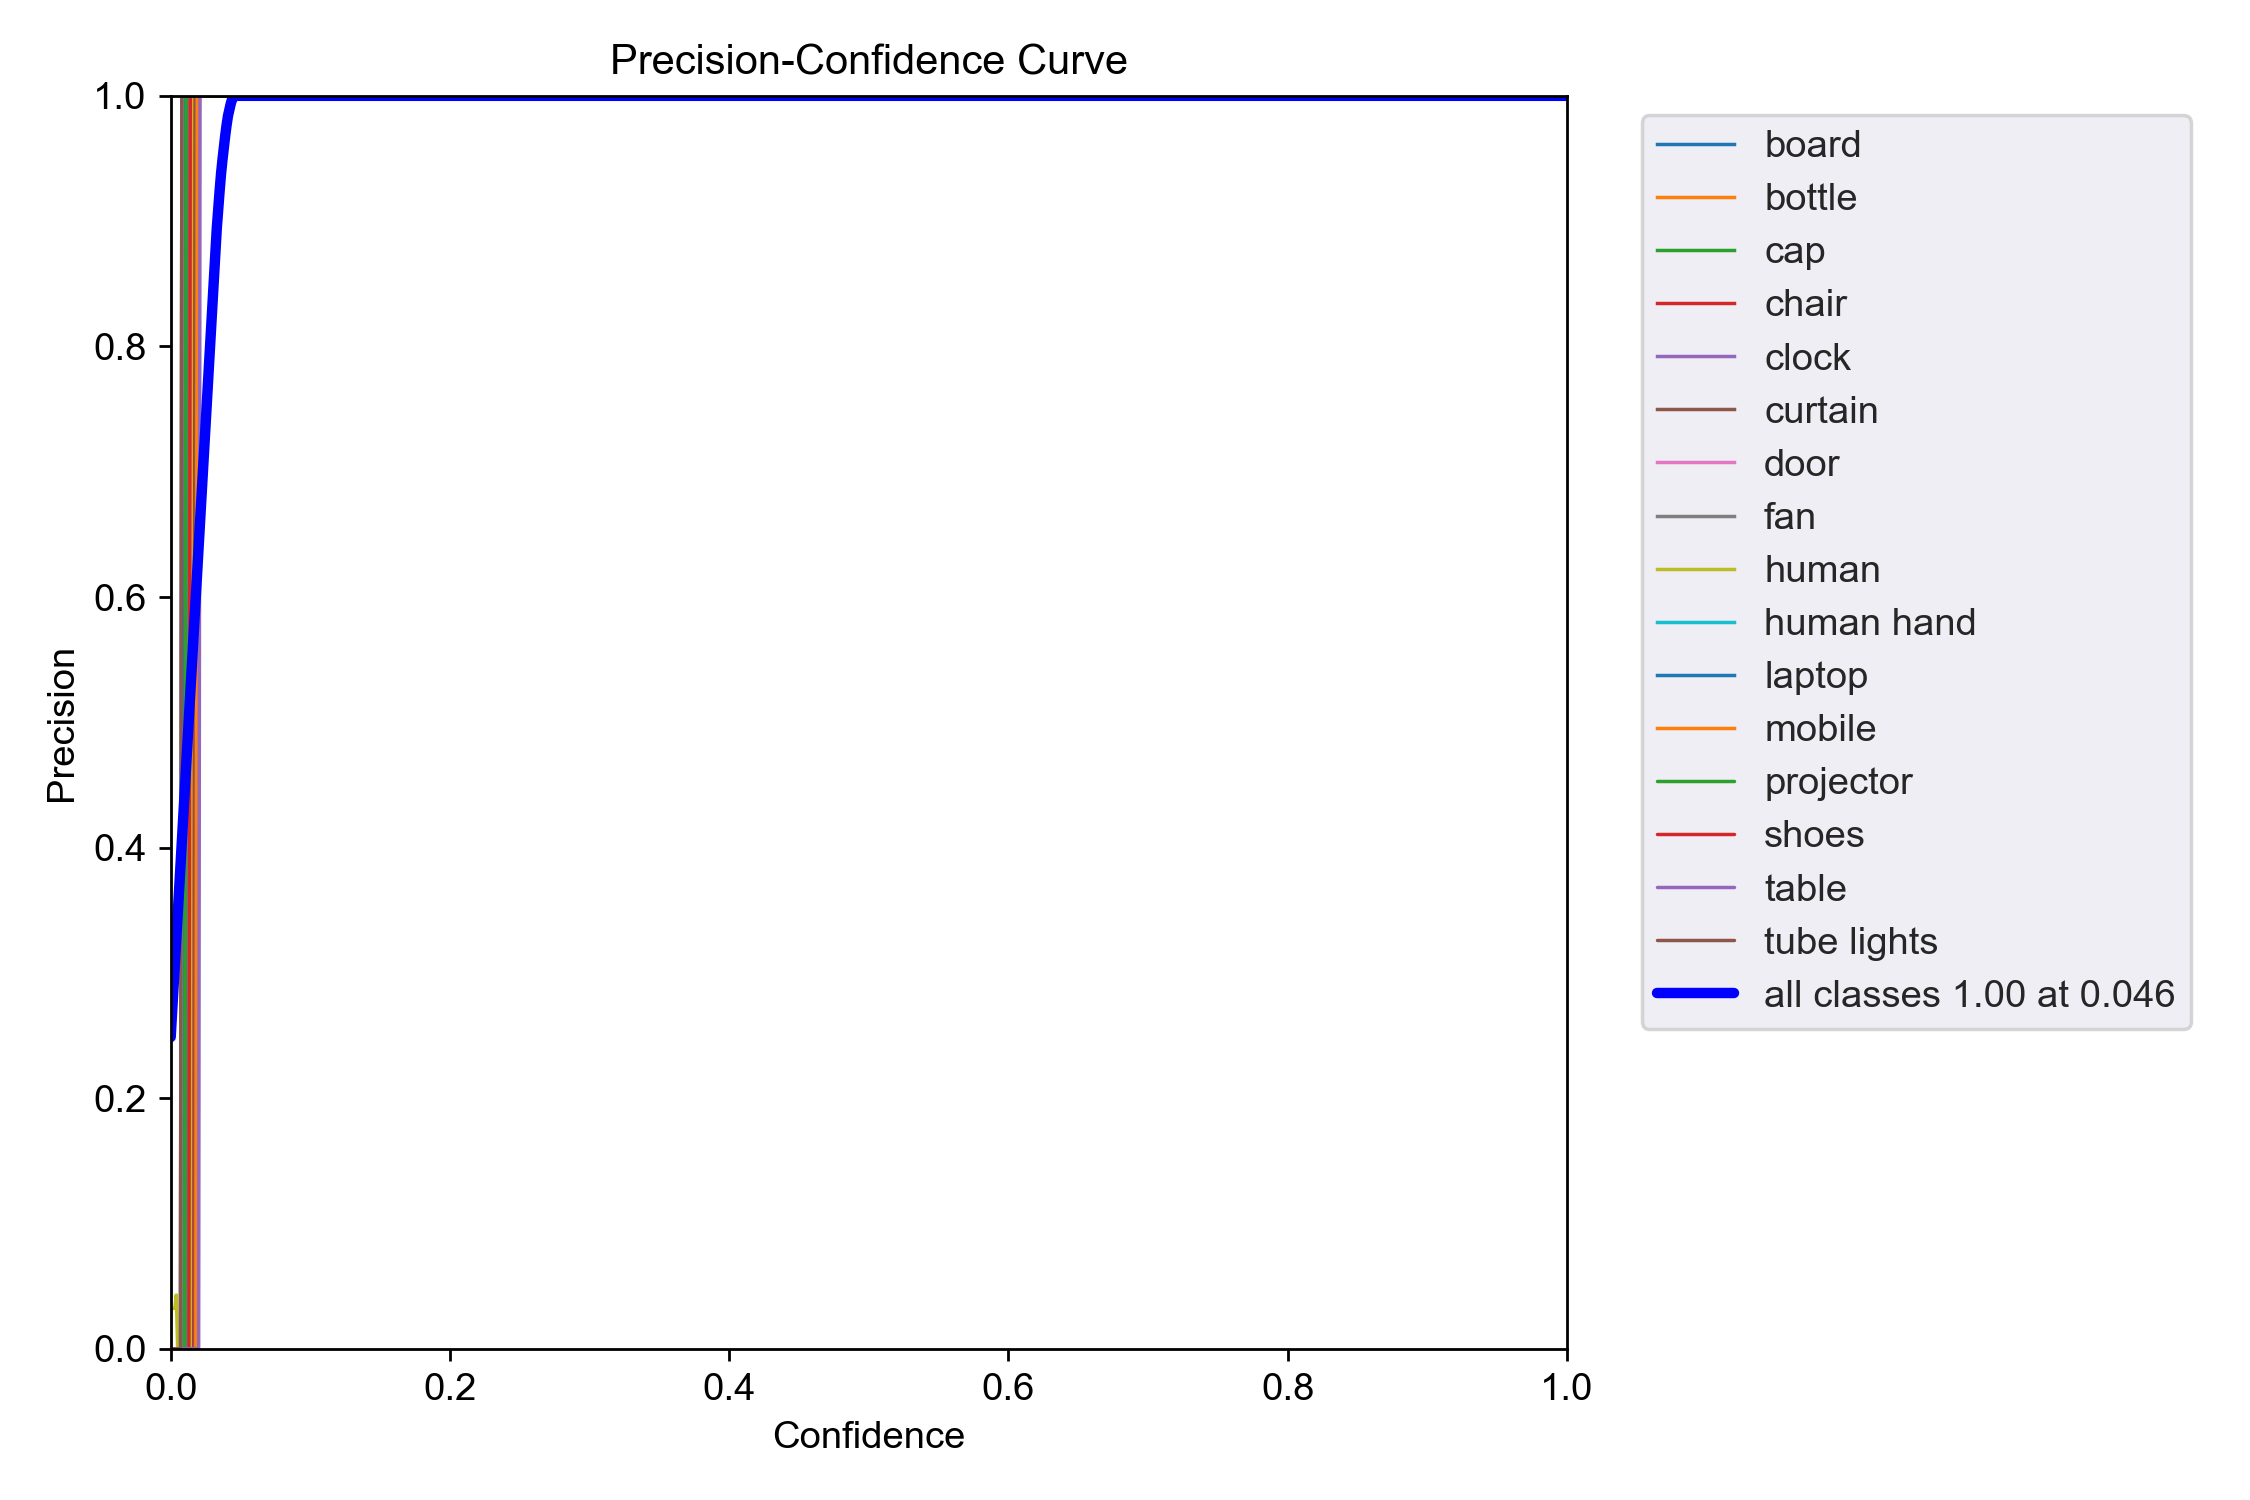 Precision-Confidence Curve
1.0
0.8
0.6
0.4
0.2
0.0
Precision
0.0 0.2 0.4 0.6 0.8 1.0
Confidence
board
bottle
cap
chair
clock
curtain
door
fan
human
human hand
laptop
mobile
projector
shoes
table
tube lights
all classes 1.00 at 0.046